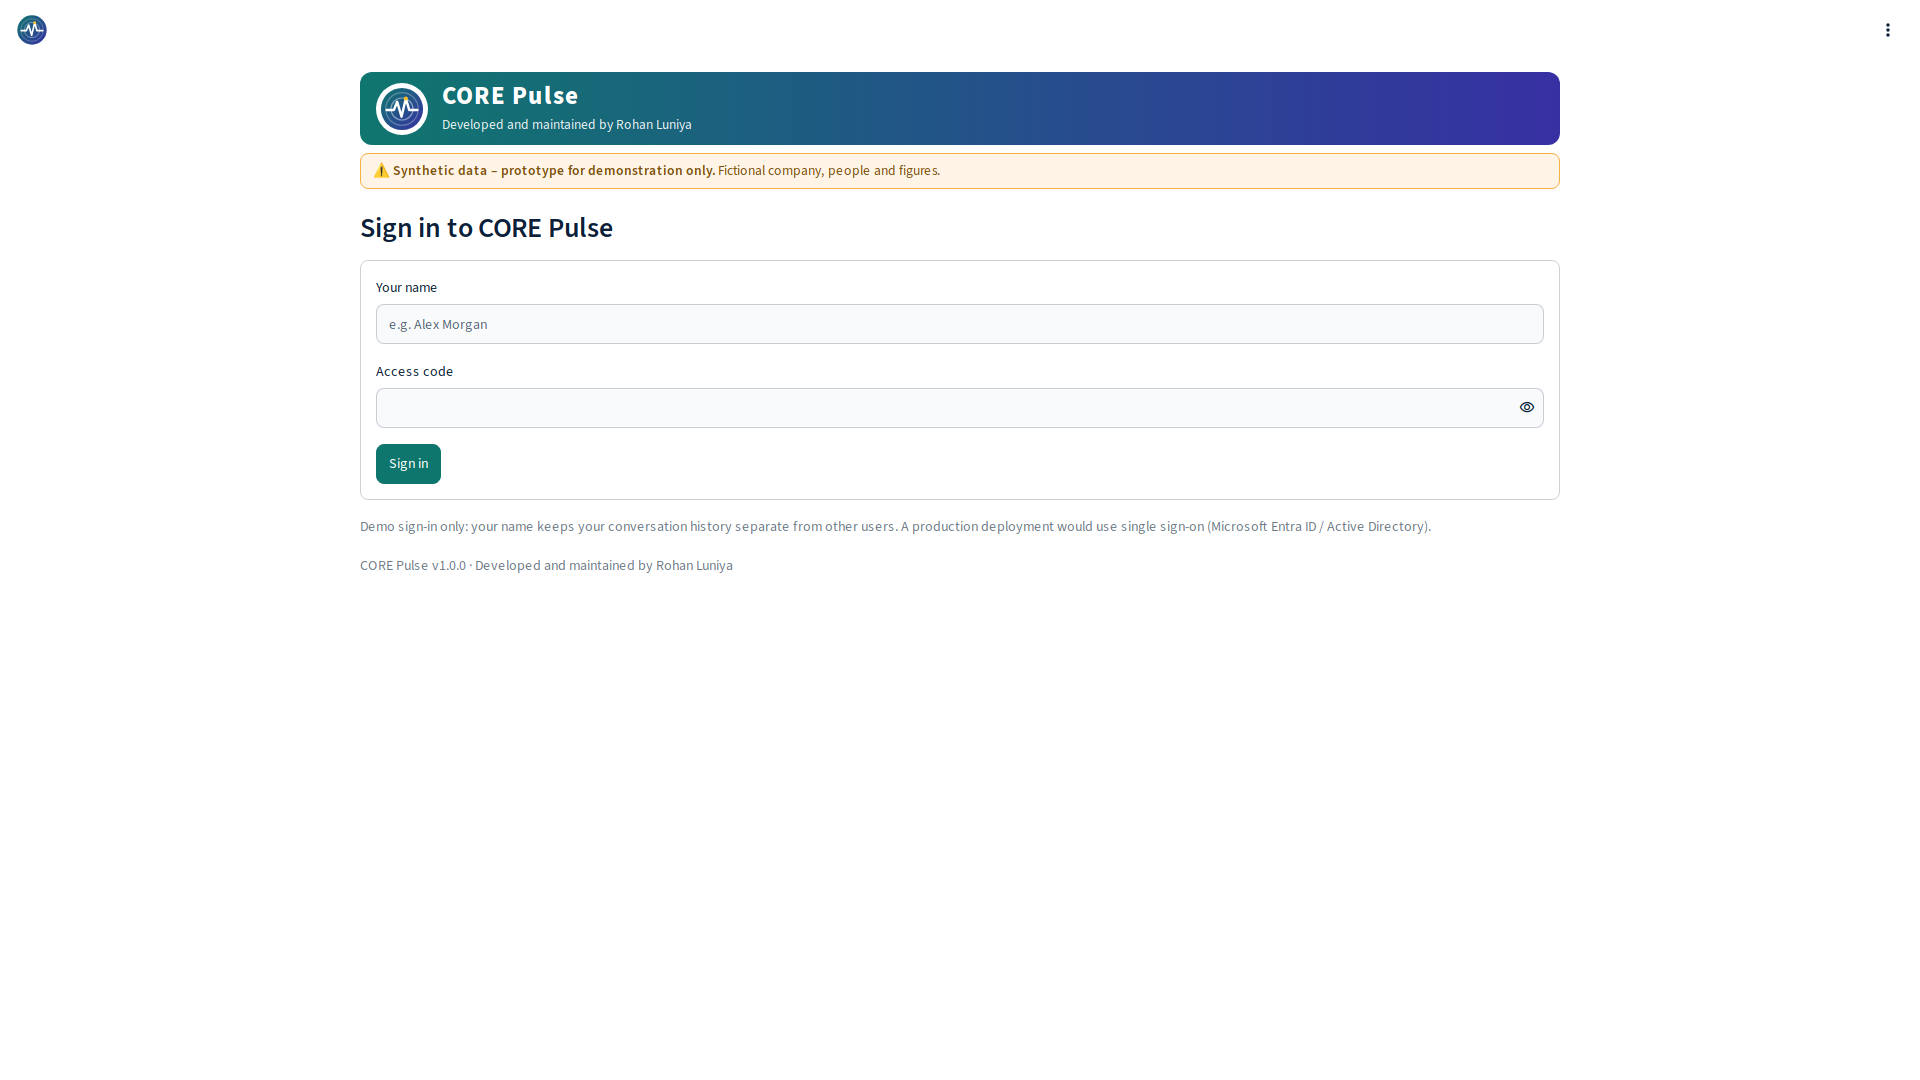 CORE Pulse
Developed and maintained by Rohan Luniya
⚠️ Synthetic data – prototype for demonstration only. Fictional company, people and figures.
Sign in to CORE Pulse
Your name
e.g. Alex Morgan
Access code
Sign in
Demo sign-in only: your name keeps your conversation history separate from other users. A production deployment would use single sign-on (Microsoft Entra ID / Active Directory).
CORE Pulse v1.0.0 · Developed and maintained by Rohan Luniya